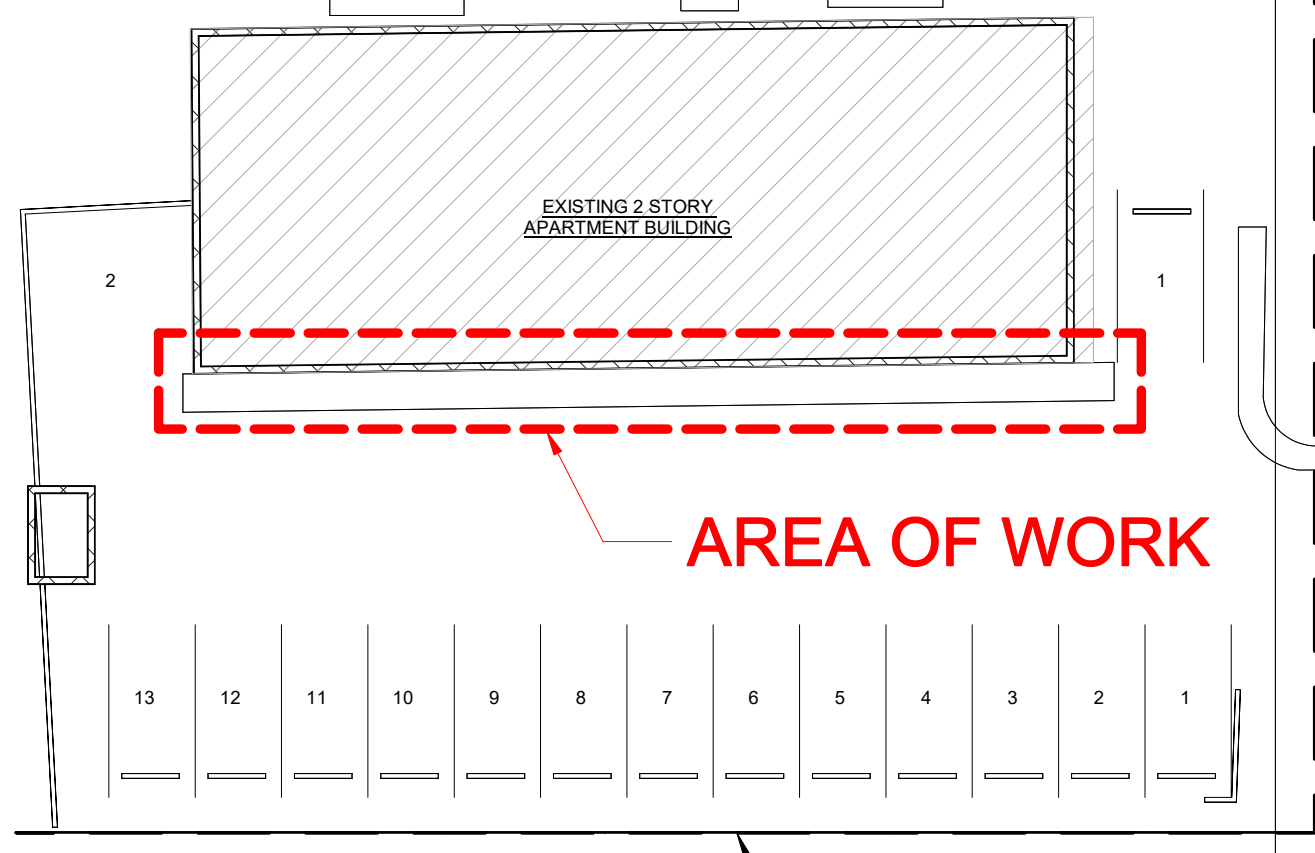 EXISTING 2 STORY
APARTMENT BUILDING
2
1
AREA OF WORK
13 12 11 10 9 8 7 6 5 4 3 2 1